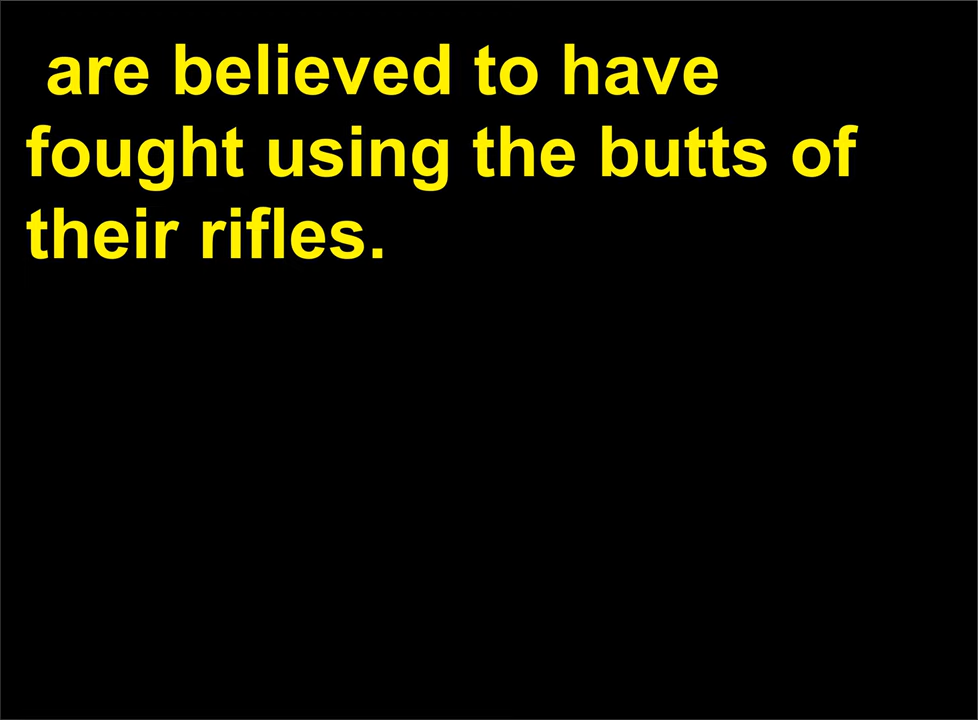 are believed to have
fought using the butts of
their rifles.